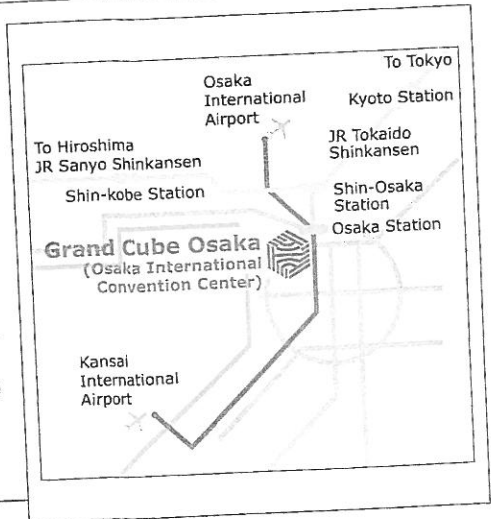 To Tokyo
Osaka
International
Airport
Kyoto Station
To Hiroshima
JR Sanyo Shinkansen
JR Tokaido
Shinkansen
Shin-kobe Station
Shin-Osaka
Station
Osaka Station
Grand Cube Osaka
(Osaka International
Convention Center)
Kansai
International
Airport